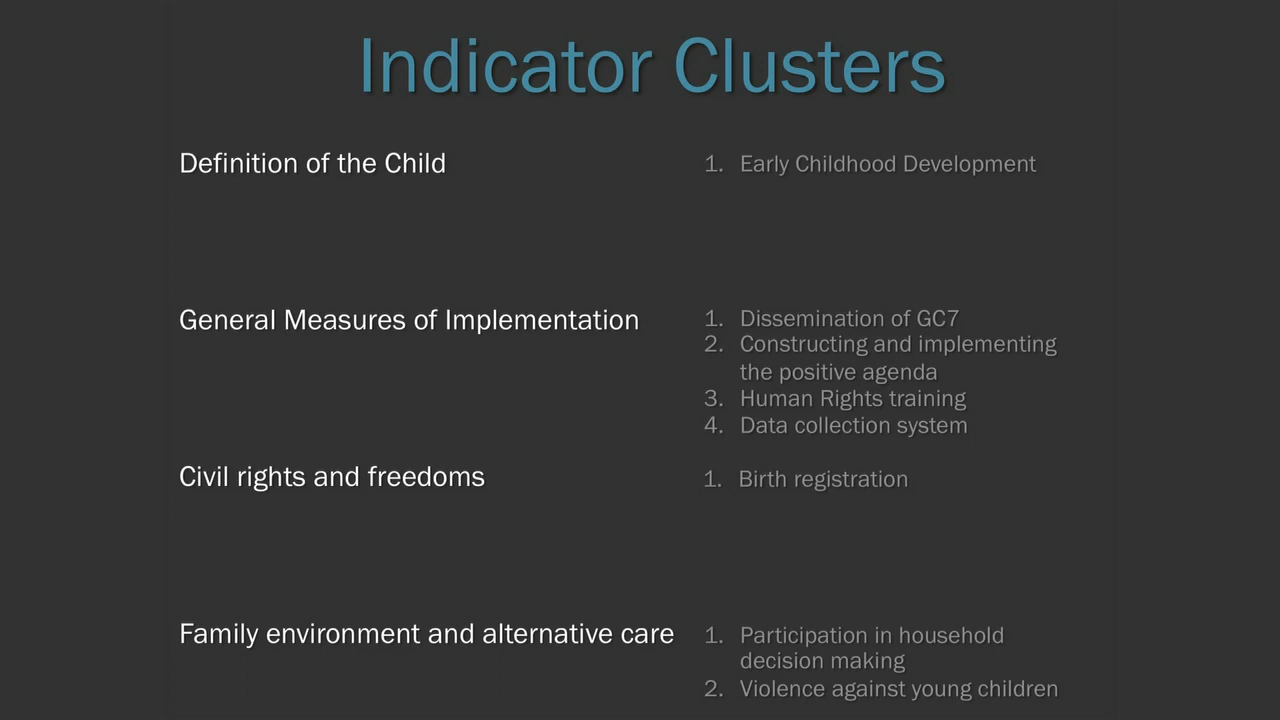 Indicator Clusters
Definition of the Child
1. Early Childhood Development
General Measures of Implementation
1. Dissemination of GC7
2. Constructing and implementing
the positive agenda
3. Human Rights training
4. Data collection system
Civil rights and freedoms
1. Birth registration
Family environment and alternative care
1. Participation in household
decision making
2. Violence against young children